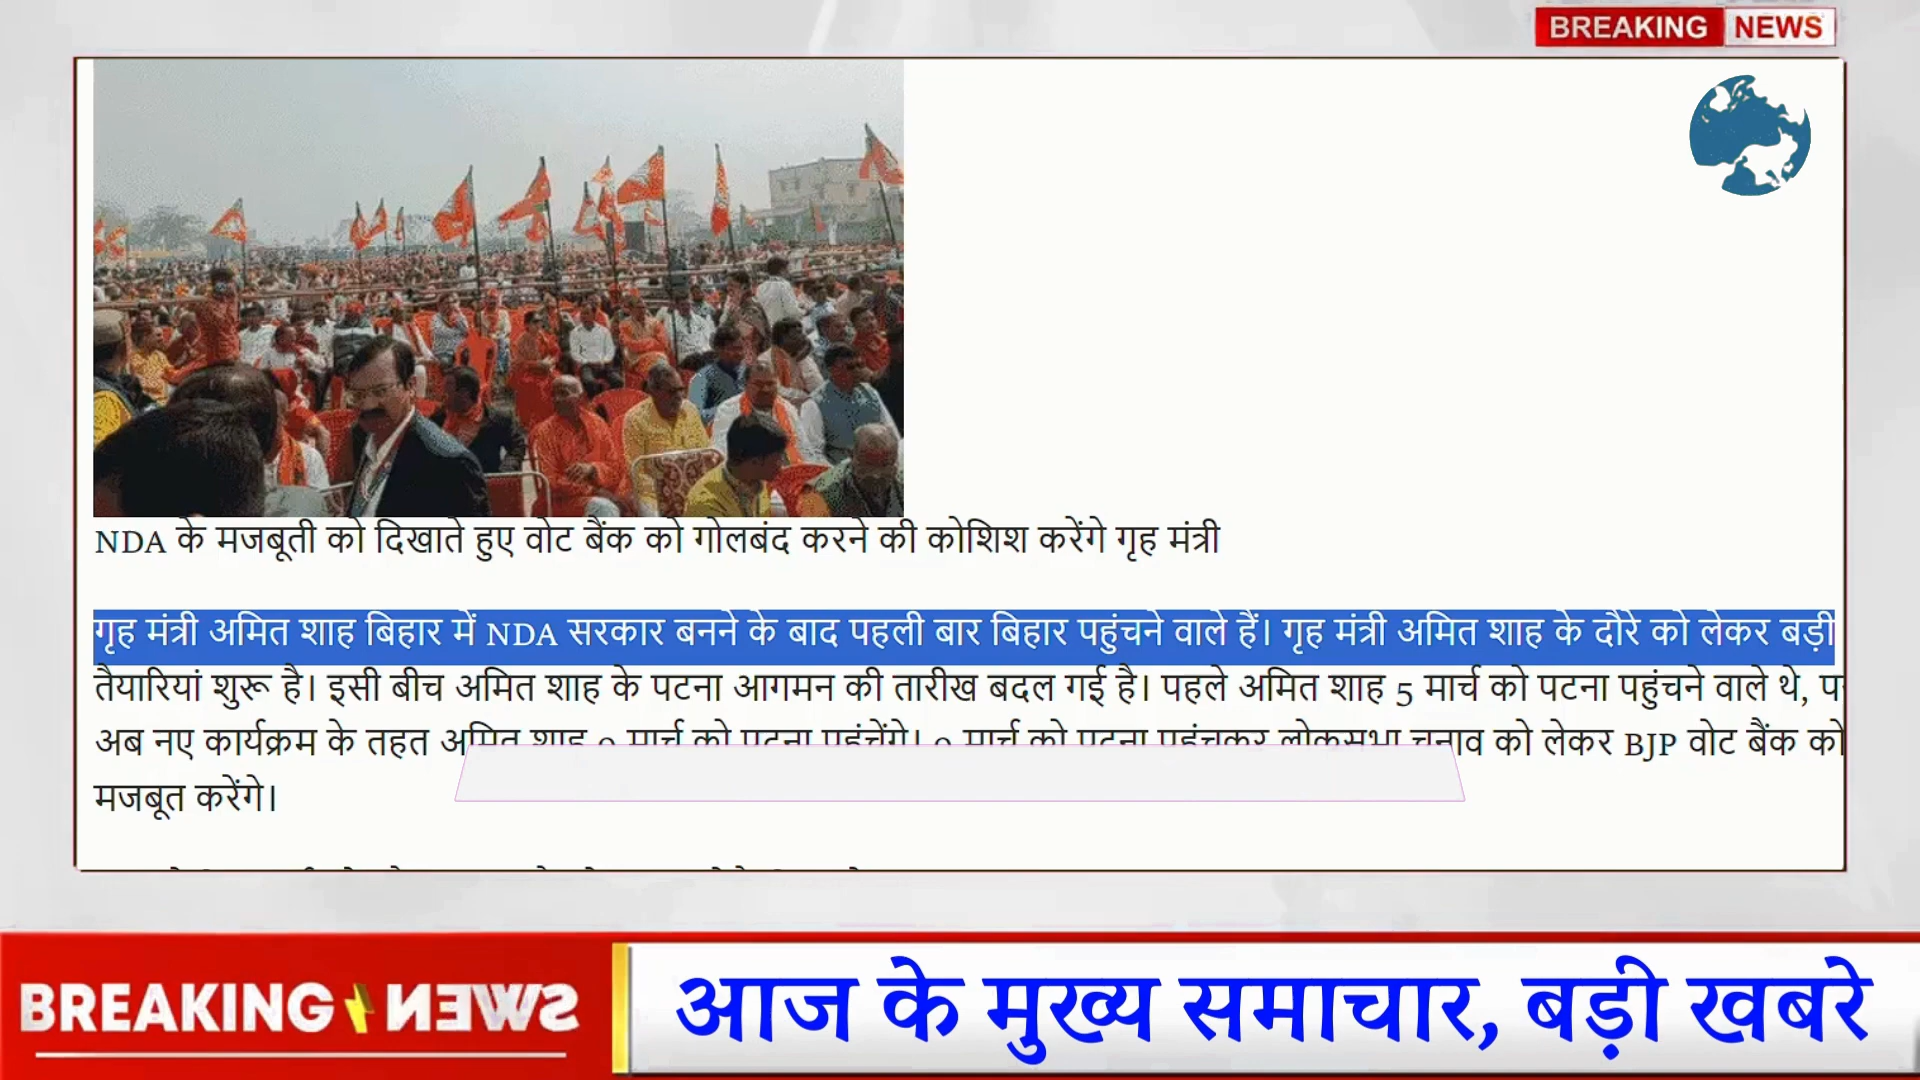 BREAKING NEWS
NDA के मजबूती को दिखाते हुए वोट बैंक को गोलबंद करने की कोशिश करेंगे गृह मंत्री
गृह मंत्री अमित शाह बिहार में NDA सरकार बनने के बाद पहली बार बिहार पहुंचने वाले हैं। गृह मंत्री अमित शाह के दौरे को लेकर बड़ी
तैयारियां शुरू है। इसी बीच अमित शाह के पटना आगमन की तारीख बदल गई है। पहले अमित शाह 5 मार्च को पटना पहुंचने वाले थे,
अब नए कार्यक्रम के तहत अमित शाह मार्च को पटना पहुंचेंगे। मार्च को पटना पहुंचकर लोकसभा चुनाव को लेकर BJP वोट बैंक को
मजबूत करेंगे।
BREAKING NEWS
आज के मुख्य समाचार, बड़ी खबरे